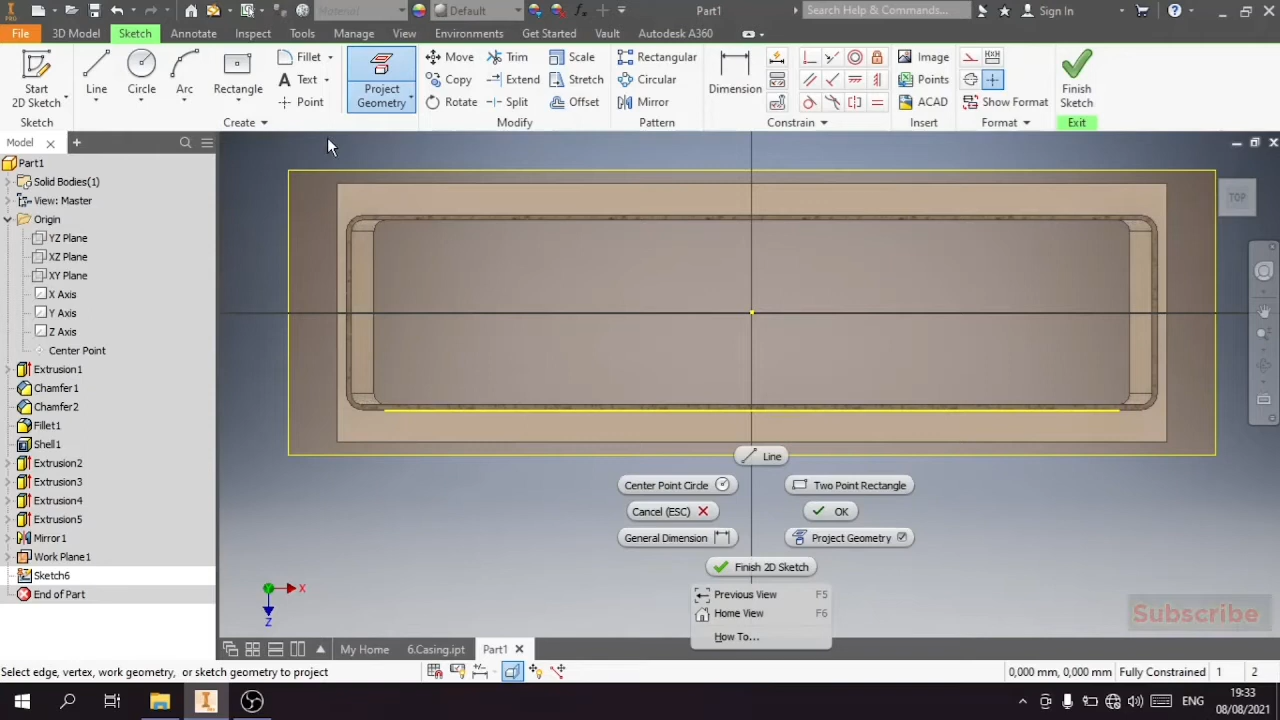 PRO
Material
Default
Part1
Search Help & Commands...
Sign In
File
3D Model
Sketch
Annotate
Inspect
Tools
Manage
View
Environments
Get Started
Vault
Autodesk A360
Start
2D Sketch
Line
Circle
Arc
Rectangle
Fillet
Text
Point
Project
Geometry
Move
Copy
Rotate
Trim
Extend
Split
Scale
Stretch
Offset
Rectangular
Circular
Mirror
Dimension
Image
Points
ACAD
Show Format
Finish
Sketch
Sketch
Create
Modify
Pattern
Constrain
Insert
Format
Exit
Model
Part1
Solid Bodies(1)
View: Master
Origin
YZ Plane
XZ Plane
XY Plane
X Axis
Y Axis
Z Axis
Center Point
Extrusion1
Chamfer1
Chamfer2
Fillet1
Shell1
Extrusion2
Extrusion3
Extrusion4
Extrusion5
Mirror1
Work Plane1
Sketch6
End of Part
TOP
Line
Center Point Circle
Two Point Rectangle
Cancel (ESC)
OK
General Dimension
Project Geometry
Finish 2D Sketch
Previous View F5
Home View F6
How To...
X
Z
Subscribe
My Home
6.Casing.ipt
Part1
Select edge, vertex, work geometry, or sketch geometry to project
0,000 mm, 0,000 mm
Fully Constrained
1
2
ENG
19:33
08/08/2021